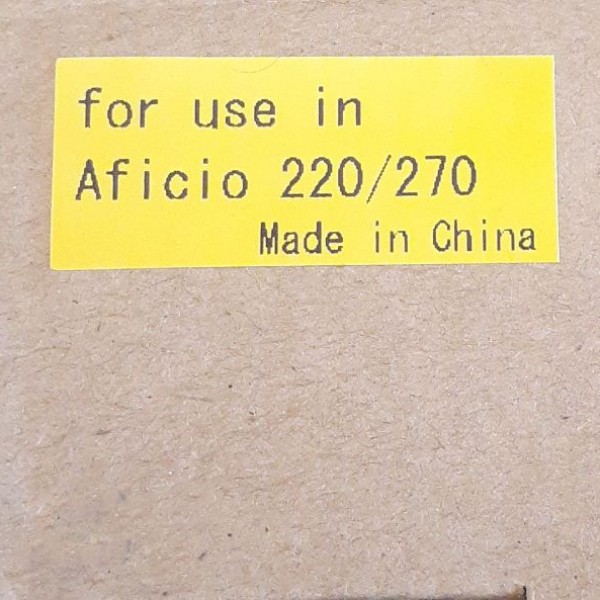 for use in
Aficio 220/270
Made in China